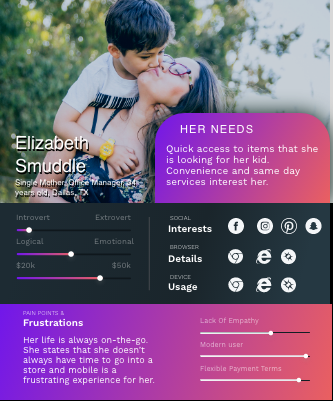 HER NEEDS
Quick access to items that she
is looking for her kid.
Convenience and same day
services interest her.
Elizabeth
Smuddle
Single Mother, Office Manager, 34
years old, Dallas, TX
Introvert Extrovert
Logical Emotional
$20k $50k
SOCIAL
Interests
BROWSER
Details
DEVICE
Usage
PAIN POINTS &
Frustrations
Her life is always on-the-go.
She states that she doesn't
always have time to go into a
store and mobile is a
frustrating experience for her.
Lack Of Empathy
Modern user
Flexible Payment Terms